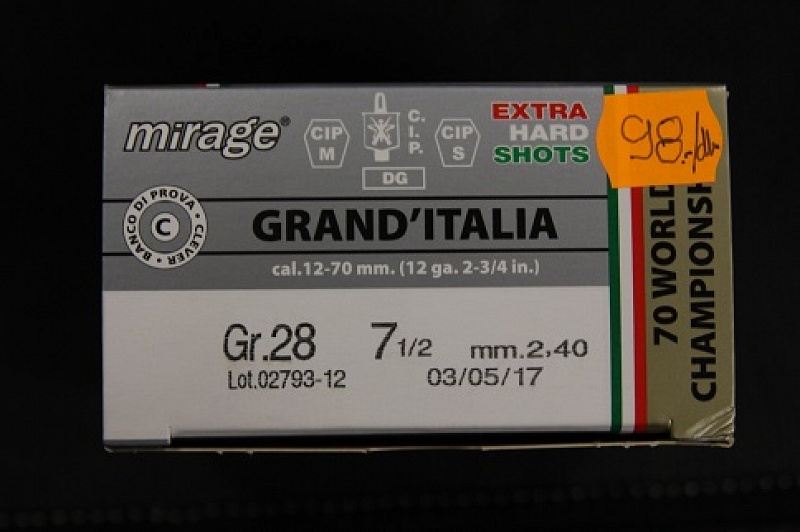 mirage®
CIP
M
C.
I.
P.
CIP
S
DG
EXTRA
HARD
SHOTS
98.-/db
BANCO DI PROVA • CLEVER •
C
GRAND'ITALIA
cal.12-70 mm. (12 ga. 2-3/4 in.)
Gr.28 7 1/2 mm.2,40
Lot.02793-12 03/05/17
70 WORLD
CHAMPIONSH